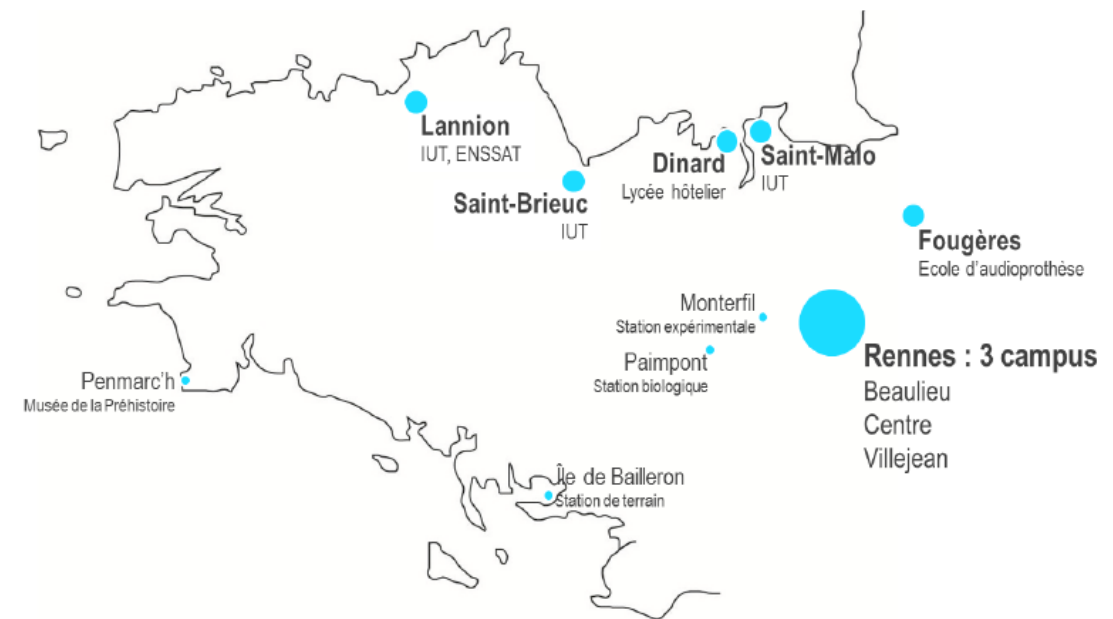 Lannion
IUT, ENSSAT
Saint-Brieuc
IUT
Dinard
Lycée hôtelier
Saint-Malo
IUT
Fougères
Ecole d'audioprothèse
Monterfil
Station expérimentale
Paimpont
Station biologique
Rennes : 3 campus
Beaulieu
Centre
Villejean
Penmarc'h
Musée de la Préhistoire
Île de Bailleron
Station de terrain